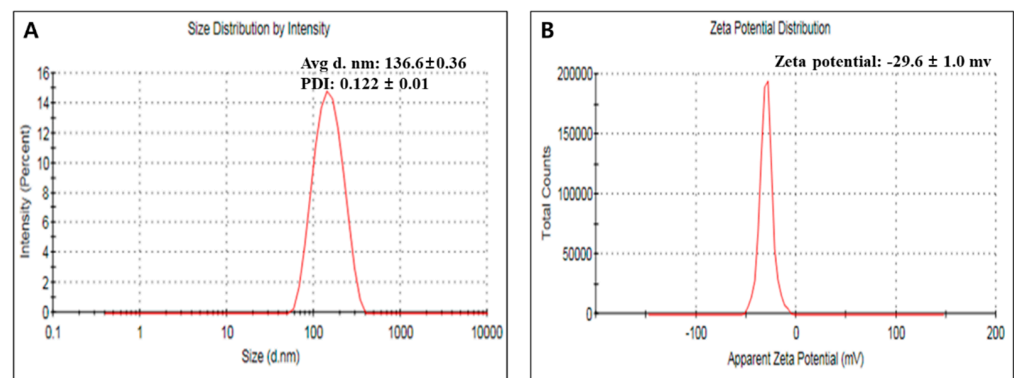 A
Size Distribution by Intensity
Avg d. nm: 136.6±0.36
PDI: 0.122 ± 0.01
Intensity (Percent)
16
14
12
10
8
6
4
2
0
0.1 1 10 100 1000 10000
Size (d.nm)
B
Zeta Potential Distribution
Zeta potential: -29.6 ± 1.0 mv
Total Counts
200000
150000
100000
50000
0
-100 0 100 200
Apparent Zeta Potential (mV)